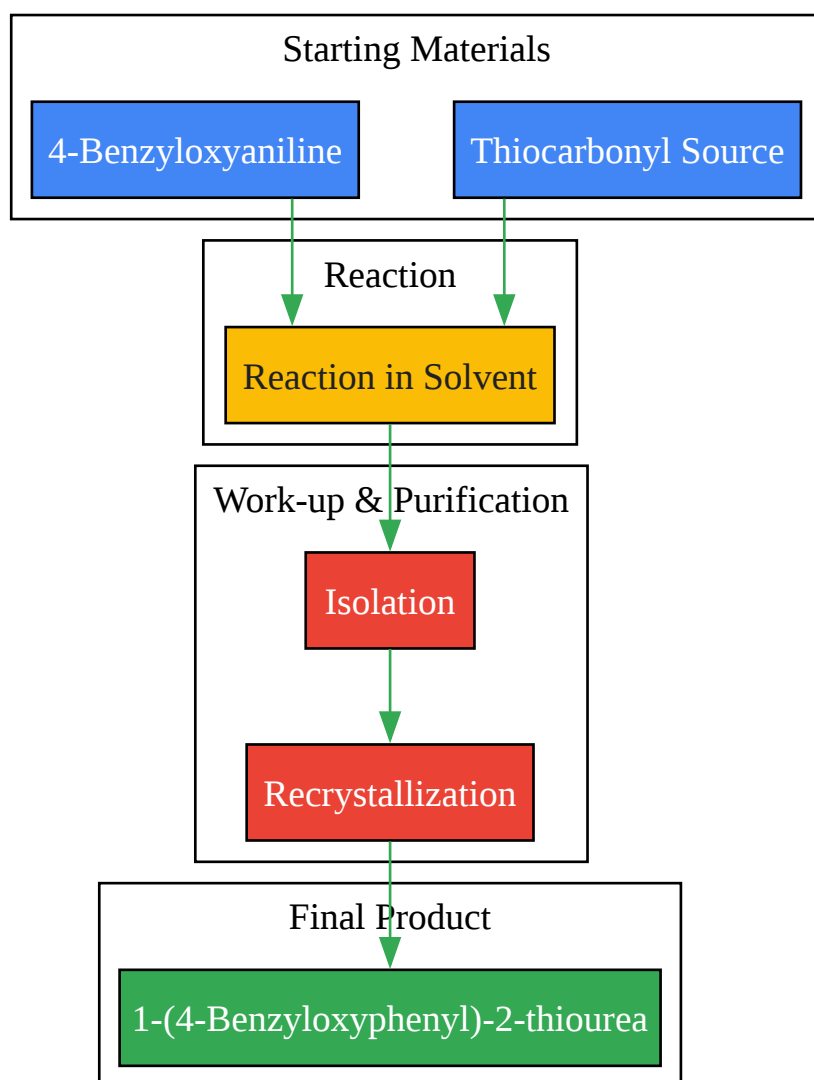 Starting Materials
4-Benzyloxyaniline
Thiocarbonyl Source
Reaction
Reaction in Solvent
Work-up & Purification
Isolation
Recrystallization
Final Product
1-(4-Benzyloxyphenyl)-2-thiourea